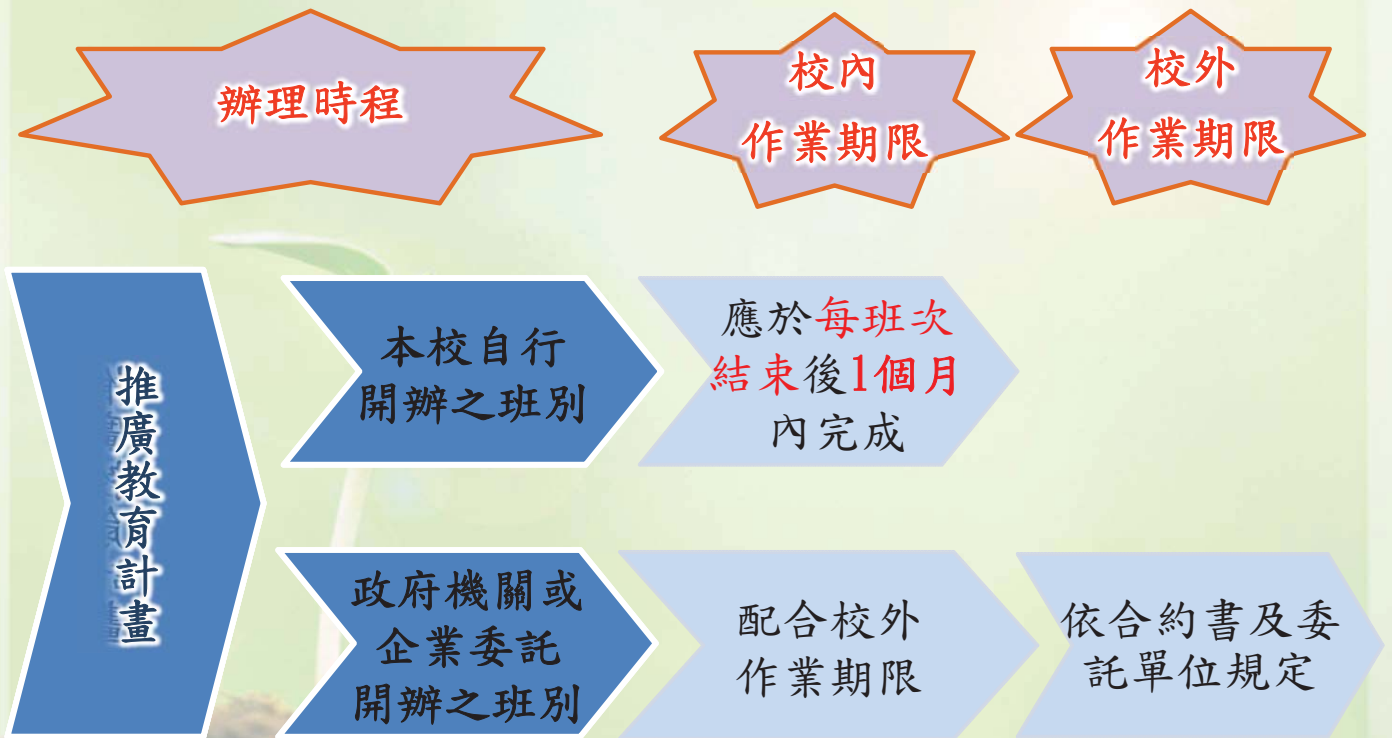 辦理時程
校內
作業期限
校外
作業期限
推廣教育計畫
本校自行
開辦之班別
應於每班次
結束後1個月
內完成
政府機關或
企業委託
開辦之班別
配合校外
作業期限
依合約書及委
託單位規定